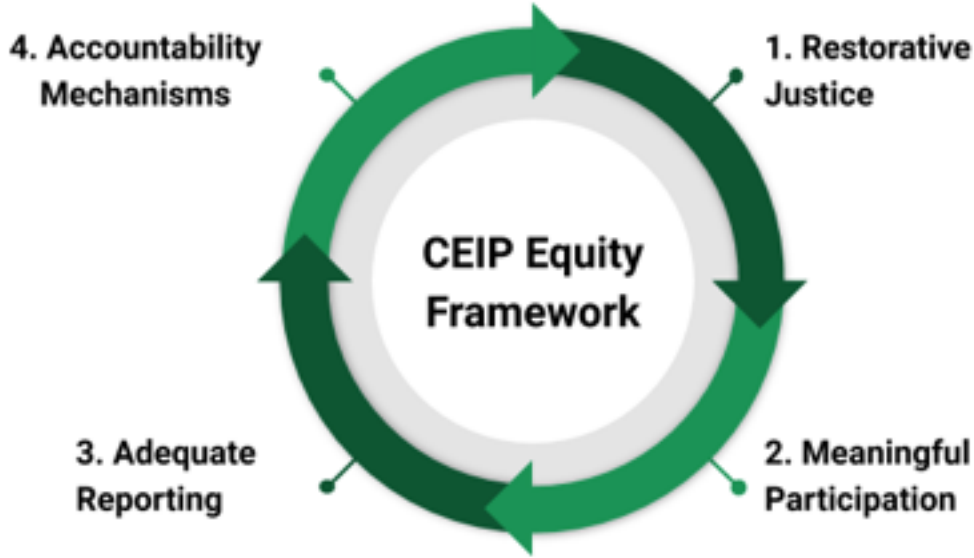 4. Accountability
Mechanisms
1. Restorative
Justice
CEIP Equity
Framework
3. Adequate
Reporting
2. Meaningful
Participation